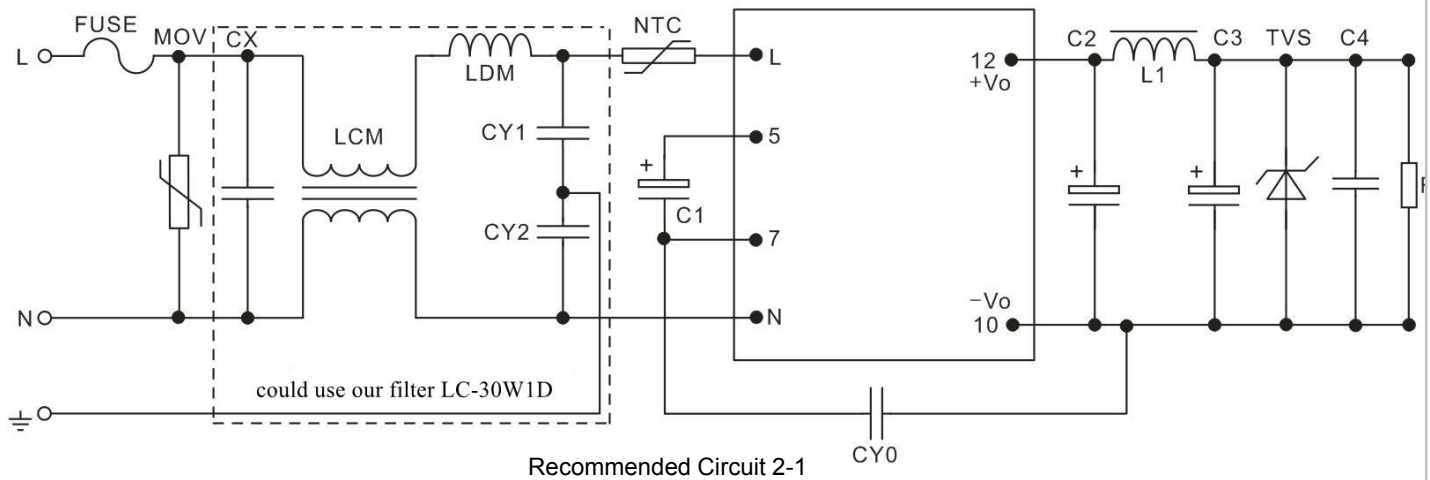 FUSE
MOV
CX
NTC
C2
C3
TVS
C4
L
LDM
L
12
+Vo
L1
LCM
CY1
5
+
C1
+
+
CY2
7
N
N
−Vo
10
could use our filter LC-30W1D
CY0
Recommended Circuit 2-1